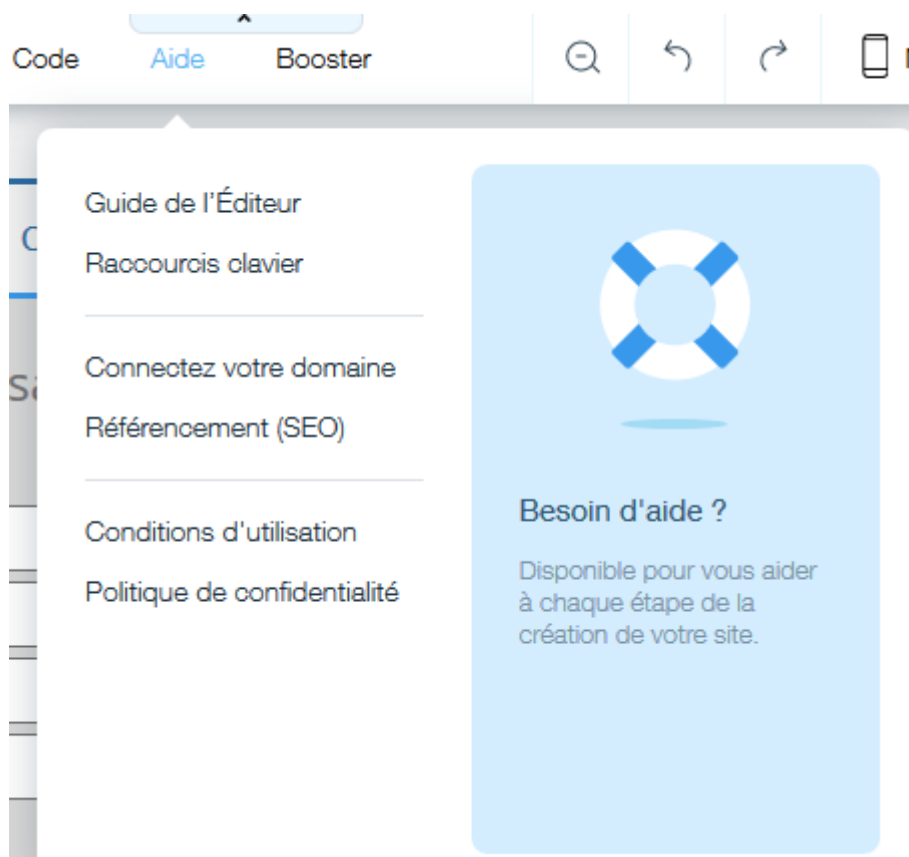 Code Aide Booster
Guide de l'Éditeur
Raccourcis clavier
Connectez votre domaine
Référencement (SEO)
Conditions d'utilisation
Politique de confidentialité
Besoin d'aide ?
Disponible pour vous aider
à chaque étape de la
création de votre site.